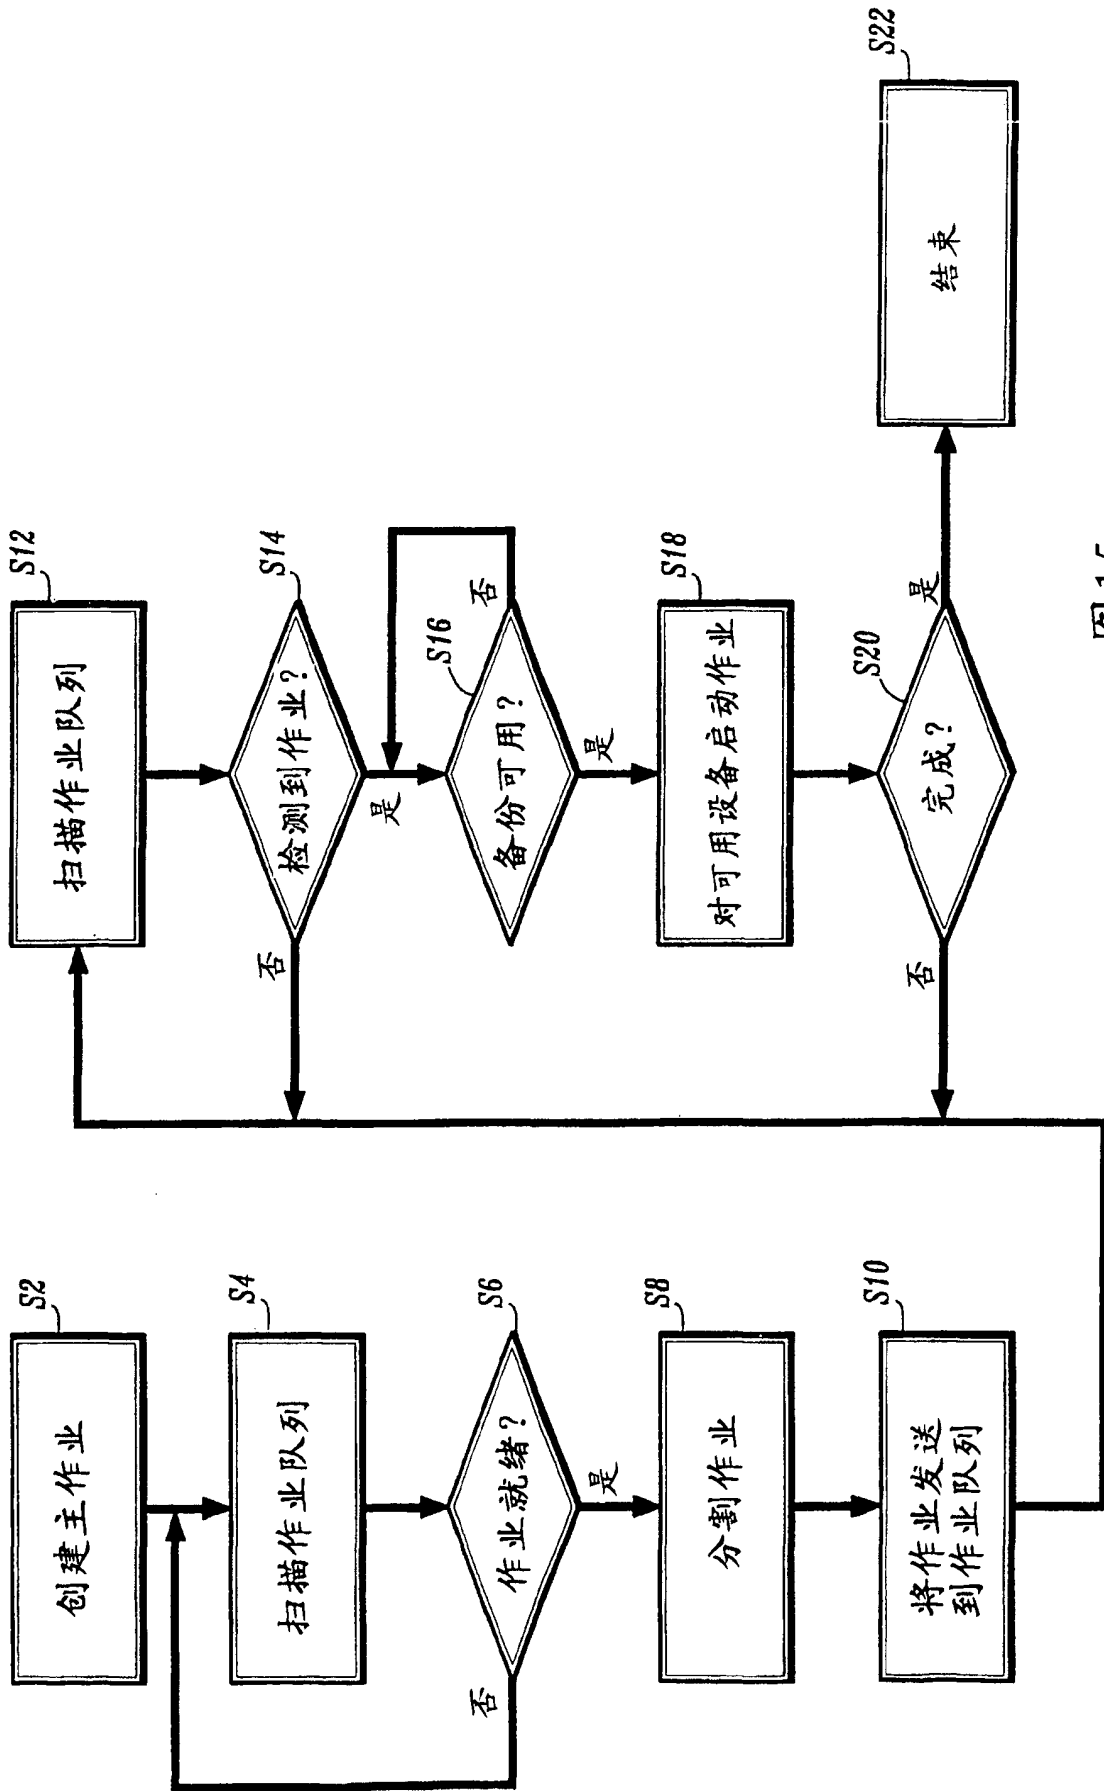 S2
创建主作业
S4
扫描作业队列
S6
作业就绪?
否
是
S8
分割作业
S10
将作业发送
到作业队列
S12
扫描作业队列
S14
检测到作业?
否
是
S16
备份可用?
否
是
S18
对可用设备启动作业
S20
完成?
否
是
S22
结束
图15